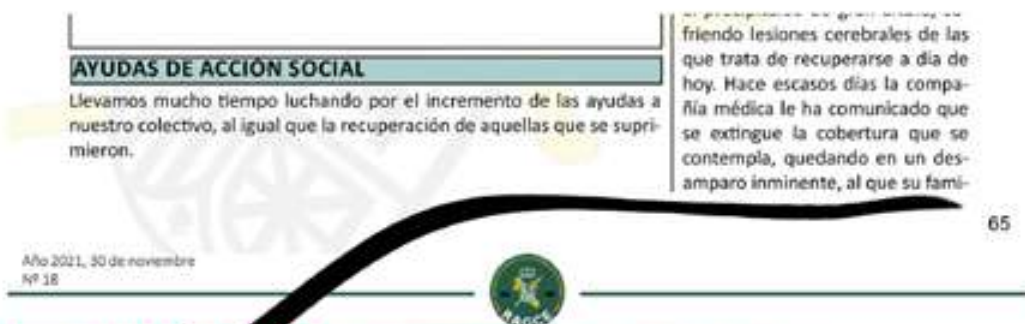 AYUDAS DE ACCIÓN SOCIAL
Llevamos mucho tiempo luchando por el incremento de las ayudas a
nuestro colectivo, al igual que la recuperación de aquellas que se supri-
mieron.
friendo lesiones cerebrales de las
que trata de recuperarse a día de
hoy. Hace escasos días la compa-
ñía médica le ha comunicado que
se extingue la cobertura que se
contempla, quedando en un des-
amparo inminente, al que su fami-
65
Año 2021, 30 de noviembre
Nº 18